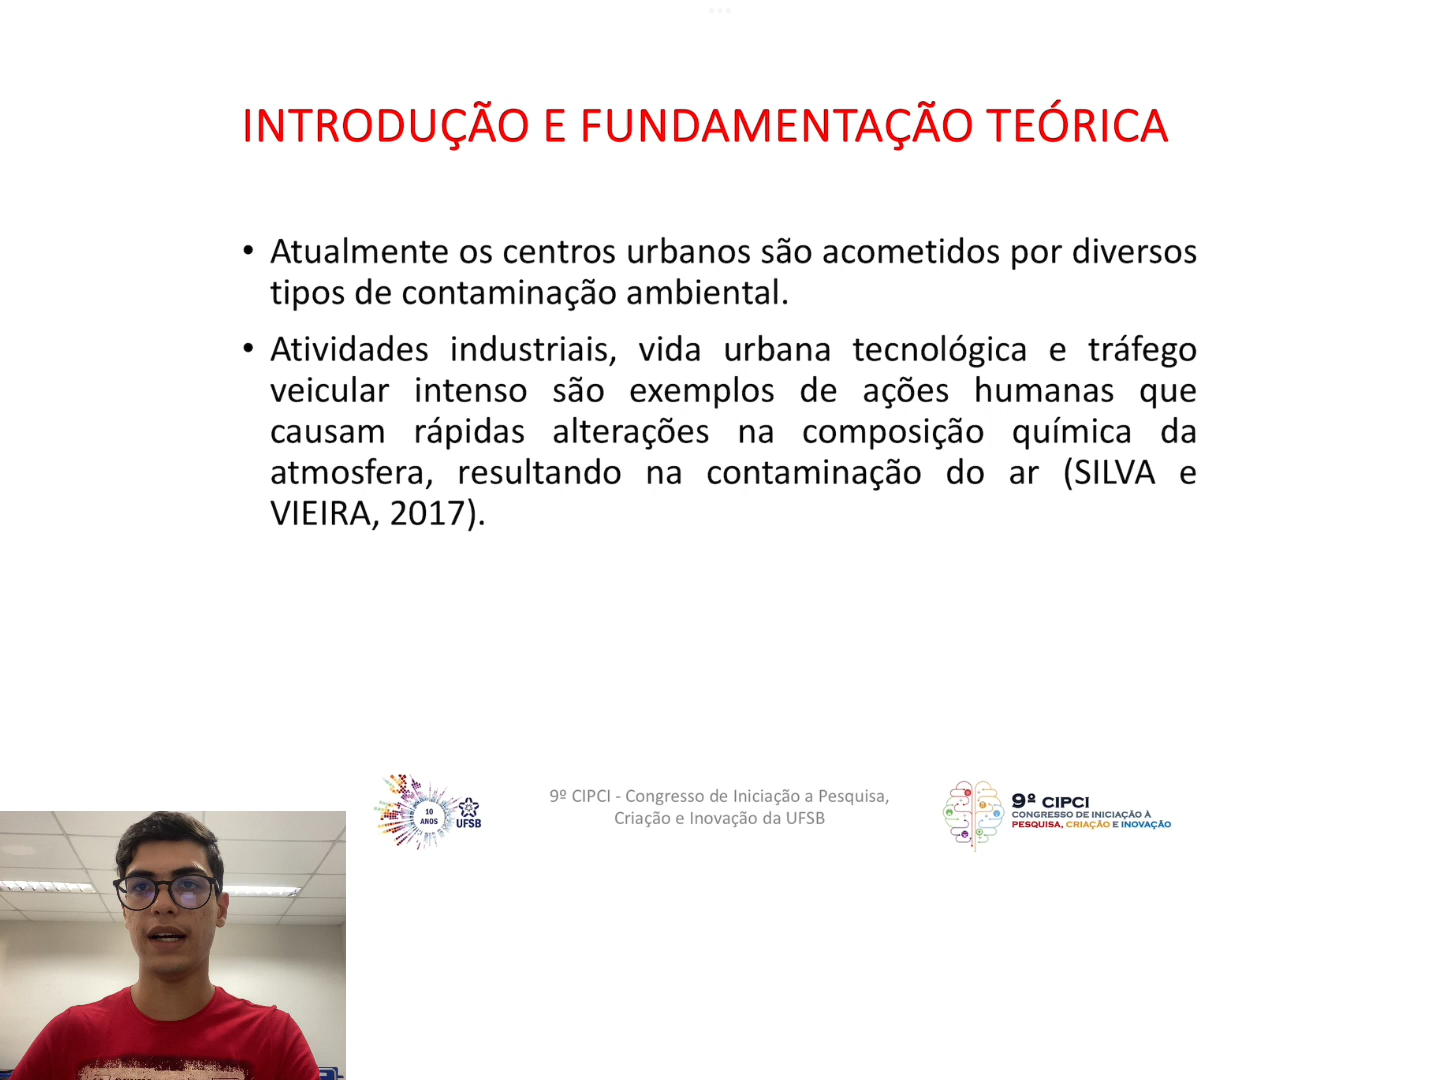 INTRODUÇÃO E FUNDAMENTAÇÃO TEÓRICA
• Atualmente os centros urbanos são acometidos por diversos
tipos de contaminação ambiental.
• Atividades industriais, vida urbana tecnológica e tráfego
veicular intenso são exemplos de ações humanas que
causam rápidas alterações na composição química da
atmosfera, resultando na contaminação do ar (SILVA e
VIEIRA, 2017).
10
ANOS
UFSB
9º CIPCI - Congresso de Iniciação a Pesquisa,
Criação e Inovação da UFSB
9º CIPCI
CONGRESSO DE INICIAÇÃO À
PESQUISA, CRIAÇÃO E INOVAÇÃO